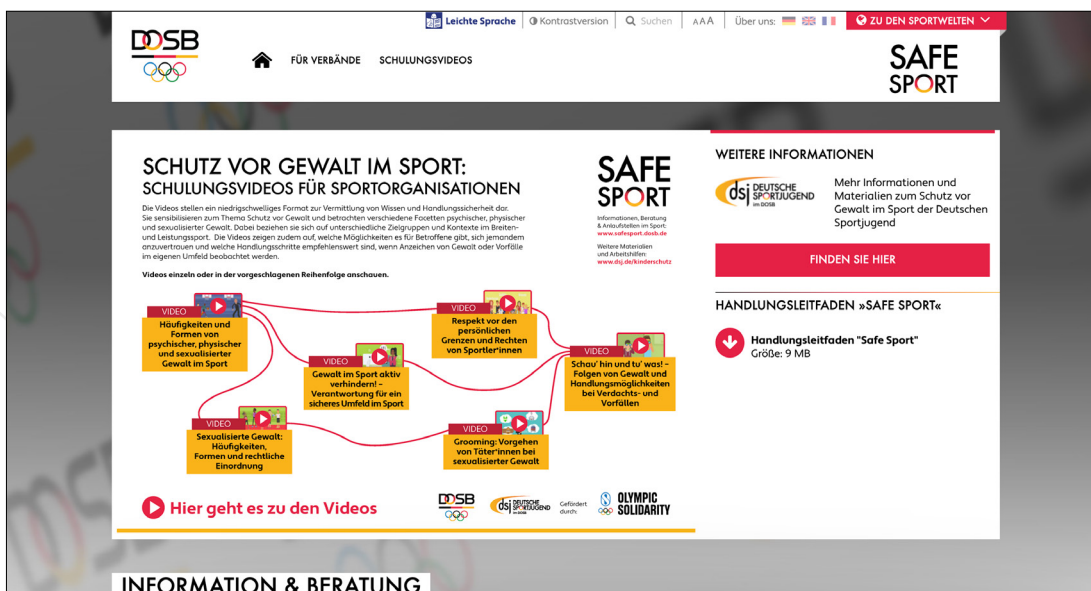 Leichte Sprache
Kontrastversion
Suchen
A A A
Über uns:
ZU DEN SPORTWELTEN
DOSB
FÜR VERBÄNDE
SCHULUNGSVIDEOS
SAFE
SPORT
SCHUTZ VOR GEWALT IM SPORT:
SCHULUNGSVIDEOS FÜR SPORTORGANISATIONEN
Die Videos stellen ein niedrigschwelliges Format zur Vermittlung von Wissen und Handlungssicherheit dar.
Sie sensibilisieren zum Thema Schutz vor Gewalt und betrachten verschiedene Facetten psychischer, physischer
und sexualisierter Gewalt. Dabei beziehen sie sich auf unterschiedliche Zielgruppen und Kontexte im Breiten-
und Leistungssport. Die Videos zeigen zudem auf, welche Möglichkeiten es für Betroffene gibt, sich jemandem
anzuvertrauen und welche Handlungsschritte empfehlenswert sind, wenn Anzeichen von Gewalt oder Vorfälle
im eigenen Umfeld beobachtet werden.
Videos einzeln oder in der vorgeschlagenen Reihenfolge anschauen.
SAFE
SPORT
Informationen, Beratung
& Anlaufstellen im Sport:
www.safesport.dosb.de
Weitere Materialien
und Arbeitshilfen:
www.dsj.de/kinderschutz
VIDEO
Häufigkeiten und
Formen von
psychischer, physischer
und sexualisierter
Gewalt im Sport
VIDEO
Respekt vor den
persönlichen
Grenzen und Rechten
von Sportler*innen
VIDEO
Gewalt im Sport aktiv
verhindern! –
Verantwortung für ein
sicheres Umfeld im Sport
VIDEO
Schau' hin und tu' was! –
Folgen von Gewalt und
Handlungsmöglichkeiten
bei Verdachts- und
Vorfällen
VIDEO
Sexualisierte Gewalt:
Häufigkeiten,
Formen und rechtliche
Einordnung
VIDEO
Grooming: Vorgehen
von Täter*innen bei
sexualisierter Gewalt
Hier geht es zu den Videos
DOSB
dsj DEUTSCHE
SPORTJUGEND
im DOSB
Gefördert
durch:
OLYMPIC
SOLIDARITY
WEITERE INFORMATIONEN
dsj DEUTSCHE
SPORTJUGEND
im DOSB
Mehr Informationen und
Materialien zum Schutz vor
Gewalt im Sport der Deutschen
Sportjugend
FINDEN SIE HIER
HANDLUNGSLEITFADEN »SAFE SPORT«
Handlungsleitfaden "Safe Sport"
Größe: 9 MB
INFORMATION & BERATUNG
DOSB